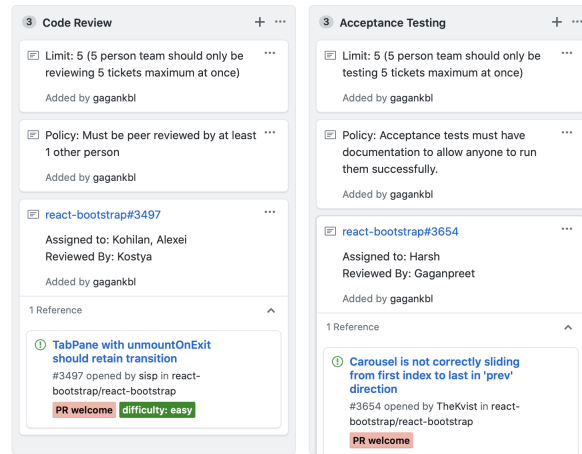 3 Code Review
Limit: 5 (5 person team should only be
reviewing 5 tickets maximum at once)
Added by gagankbl
Policy: Must be peer reviewed by at least
1 other person
Added by gagankbl
react-bootstrap#3497
Assigned to: Kohilan, Alexei
Reviewed By: Kostya
Added by gagankbl
1 Reference
TabPane with unmountOnExit
should retain transition
#3497 opened by sisp in react-
bootstrap/react-bootstrap
PR welcome difficulty: easy
3 Acceptance Testing
Limit: 5 (5 person team should only be
testing 5 tickets maximum at once)
Added by gagankbl
Policy: Acceptance tests must have
documentation to allow anyone to run
them successfully.
Added by gagankbl
react-bootstrap#3654
Assigned to: Harsh
Reviewed By: Gaganpreet
Added by gagankbl
1 Reference
Carousel is not correctly sliding
from first index to last in 'prev'
direction
#3654 opened by TheKvist in react-
bootstrap/react-bootstrap
PR welcome